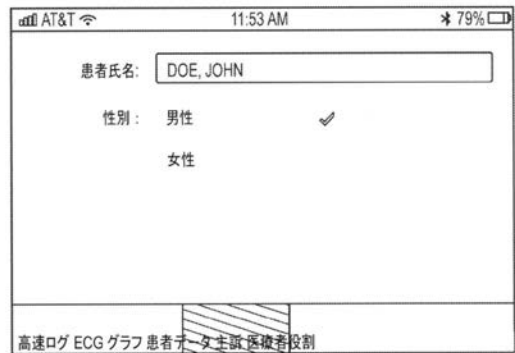 AT&T 11:53 AM 79%
患者氏名: DOE, JOHN
性別: 男性
女性
高速ログ ECG グラフ 患者データ 主訴 医療者役割